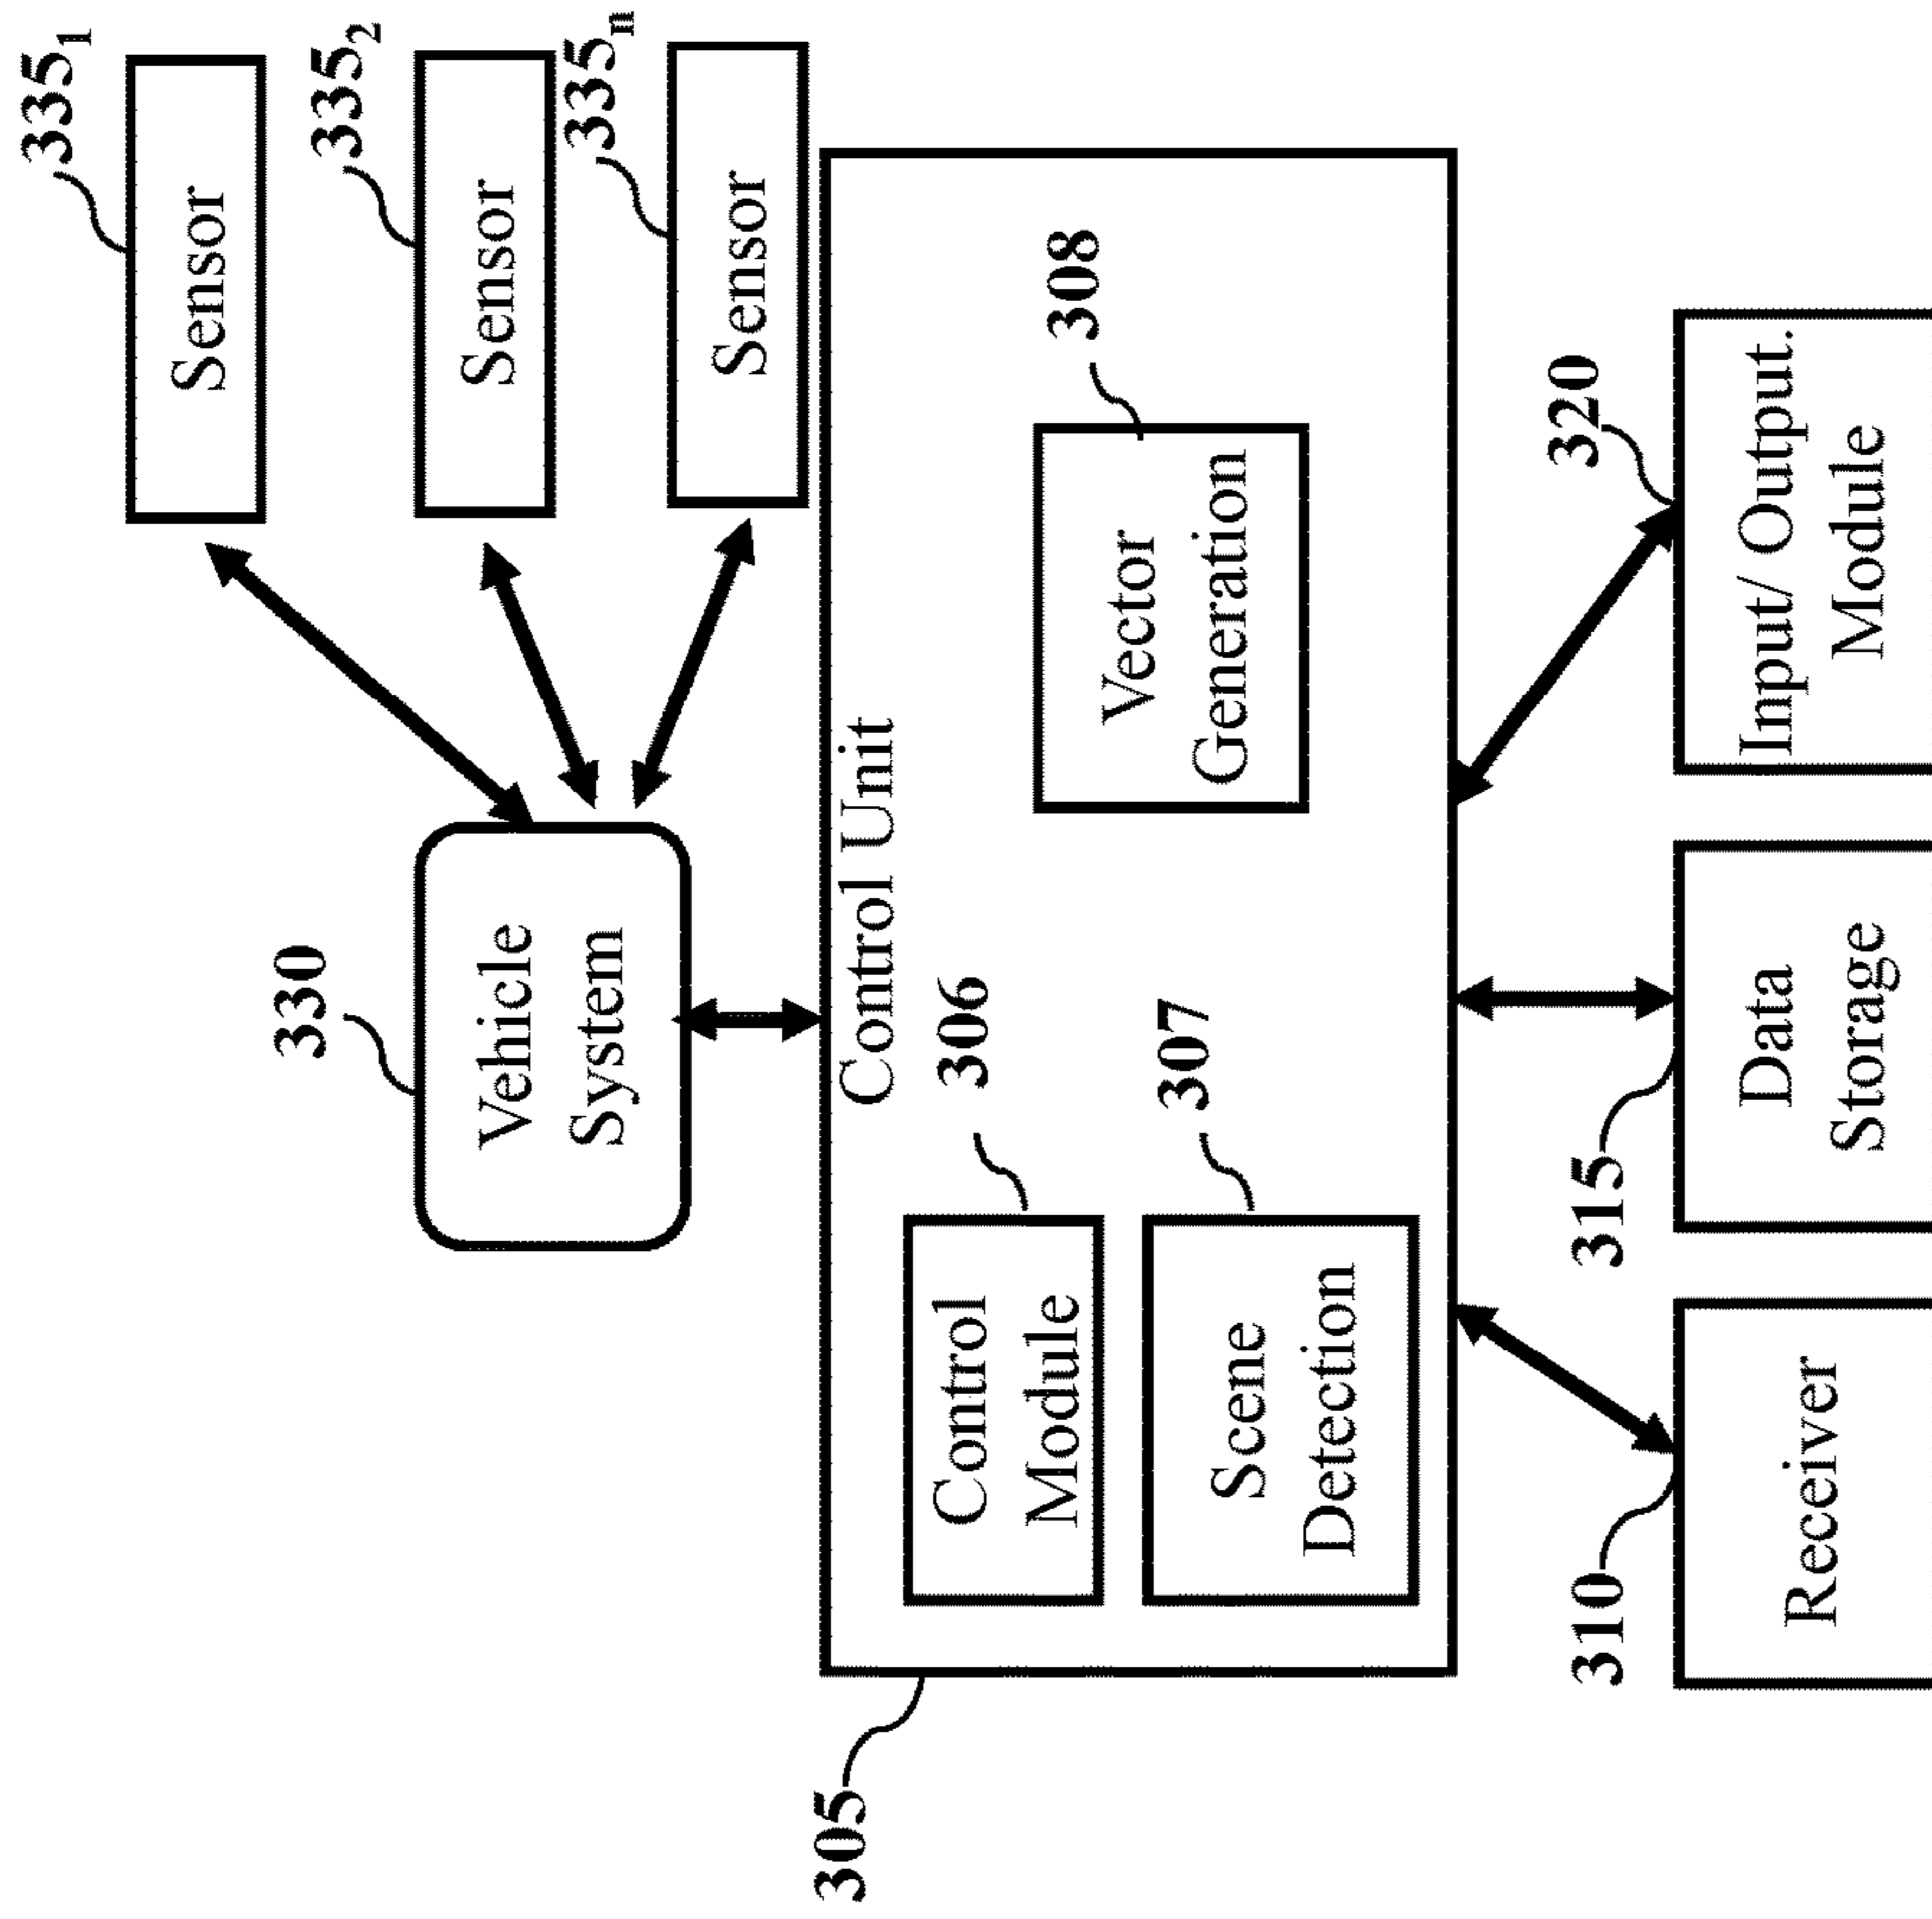 335₁
Sensor
335₂
Sensor
335ₙ
Sensor
330
Vehicle
System
305
Control Unit
306
Control
Module
307
Scene
Detection
308
Vector
Generation
310
Receiver
315
Data
Storage
320
Input/ Output.
Module